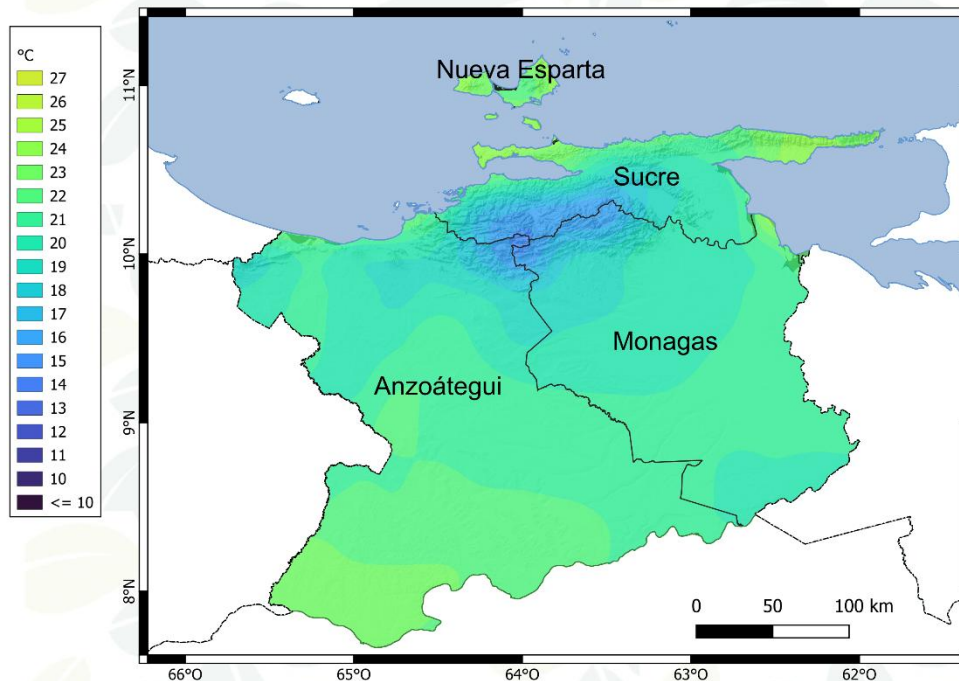 °C
27
26
25
24
23
22
21
20
19
18
17
16
15
14
13
12
11
10
<= 10
11°N
10°N
9°N
8°N
Nueva Esparta
Sucre
Monagas
Anzoátegui
0 50 100 km
66°O 65°O 64°O 63°O 62°O